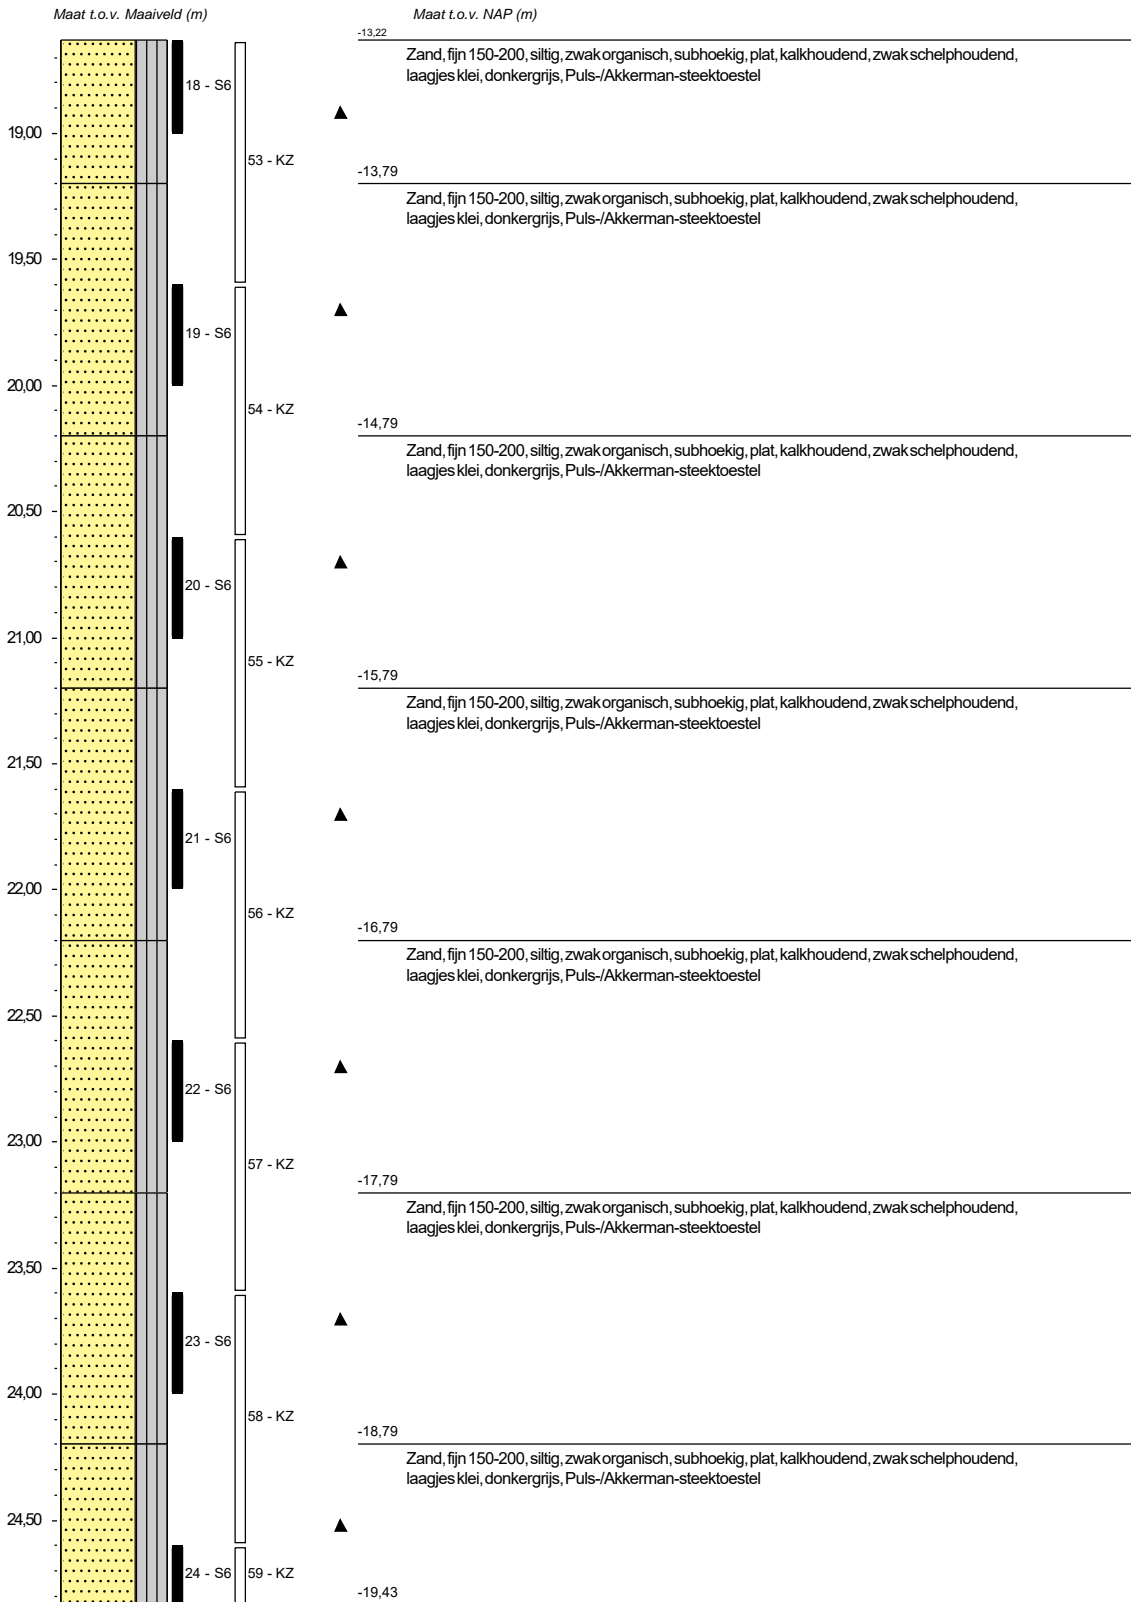 Maat t.o.v. Maaiveld (m)
Maat t.o.v. NAP (m)
-13,22
Zand, fijn 150-200, siltig, zwak organisch, subhoekig, plat, kalkhoudend, zwak schelphoudend,
laagjes klei, donkergrijs, Puls-/Akkerman-steektoestel
18 - S6
19,00
53 - KZ
-13,79
Zand, fijn 150-200, siltig, zwak organisch, subhoekig, plat, kalkhoudend, zwak schelphoudend,
laagjes klei, donkergrijs, Puls-/Akkerman-steektoestel
19,50
19 - S6
20,00
54 - KZ
-14,79
Zand, fijn 150-200, siltig, zwak organisch, subhoekig, plat, kalkhoudend, zwak schelphoudend,
laagjes klei, donkergrijs, Puls-/Akkerman-steektoestel
20,50
20 - S6
21,00
55 - KZ
-15,79
Zand, fijn 150-200, siltig, zwak organisch, subhoekig, plat, kalkhoudend, zwak schelphoudend,
laagjes klei, donkergrijs, Puls-/Akkerman-steektoestel
21,50
21 - S6
22,00
56 - KZ
-16,79
Zand, fijn 150-200, siltig, zwak organisch, subhoekig, plat, kalkhoudend, zwak schelphoudend,
laagjes klei, donkergrijs, Puls-/Akkerman-steektoestel
22,50
22 - S6
23,00
57 - KZ
-17,79
Zand, fijn 150-200, siltig, zwak organisch, subhoekig, plat, kalkhoudend, zwak schelphoudend,
laagjes klei, donkergrijs, Puls-/Akkerman-steektoestel
23,50
23 - S6
24,00
58 - KZ
-18,79
Zand, fijn 150-200, siltig, zwak organisch, subhoekig, plat, kalkhoudend, zwak schelphoudend,
laagjes klei, donkergrijs, Puls-/Akkerman-steektoestel
24,50
24 - S6
59 - KZ
-19,43